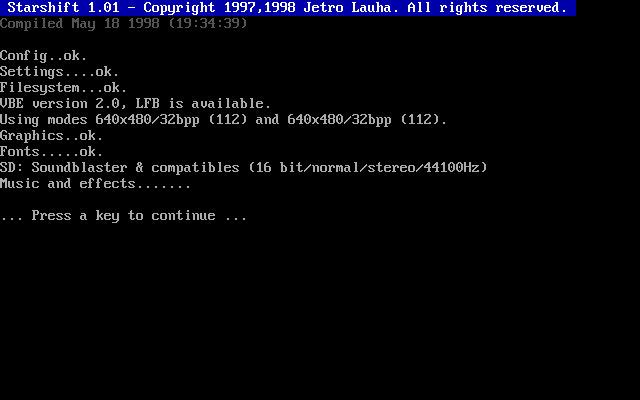 Starshift 1.01 - Copyright 1997,1998 Jetro Lauha. All rights reserved.
Compiled May 18 1998 (19:34:39)
Config..ok.
Settings....ok.
Filesystem...ok.
VBE version 2.0, LFB is available.
Using modes 640x480/32bpp (112) and 640x480/32bpp (112).
Graphics..ok.
Fonts.....ok.
SD: Soundblaster & compatibles (16 bit/normal/stereo/44100Hz)
Music and effects.......
... Press a key to continue ...